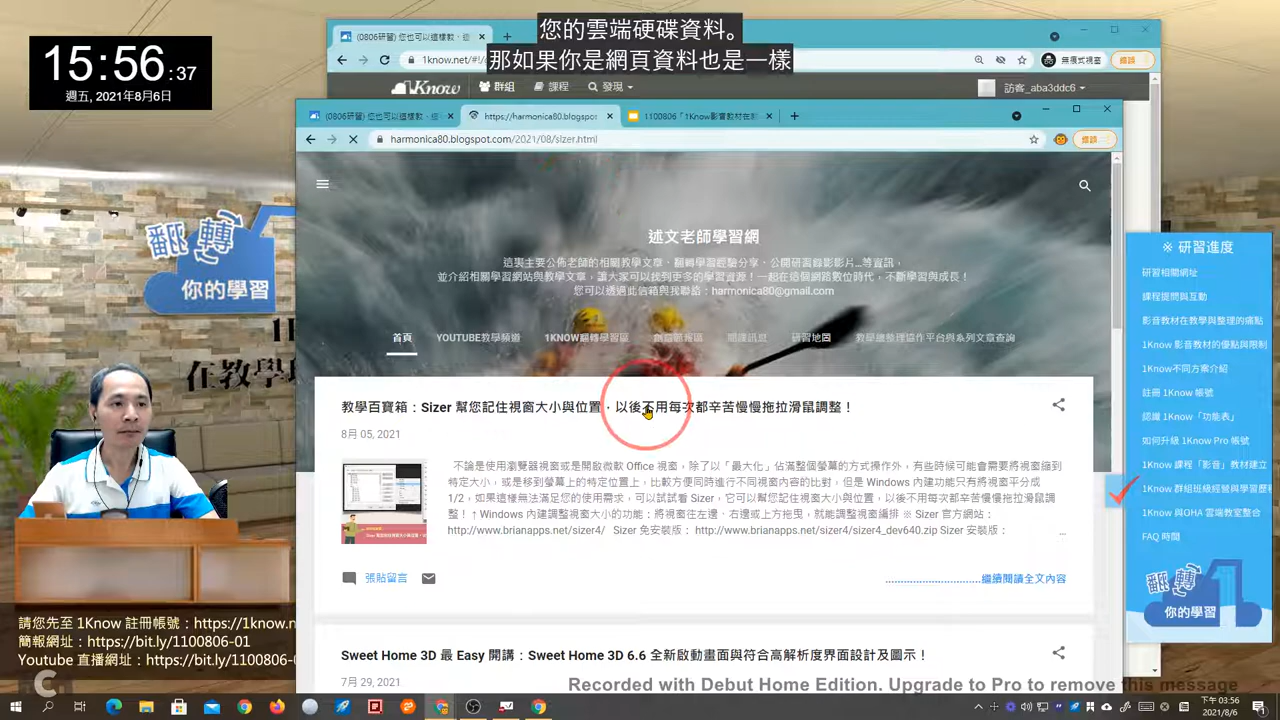 您的雲端硬碟資料。
那如果你是網頁資料也是一樣
15:56:37
週五, 2021年8月6日
(0806研習) 您也可以這樣教、這
1know.net/#!/
無痕式視窗
1Know 群組 課程 發現
訪客_aba3ddc6
(0806研習) 您也可以這樣教、這
https://harmonica80.blogspot
1100806「1Know影音教材在
harmonica80.blogspot.com/2021/08/sizer.html
述文老師學習網
這裏主要公佈老師的相關教學文章、翻轉學習經驗分享、公開研習錄影影片...等資訊，
並介紹相關學習網站與教學文章，讓大家可以找到更多的學習資源！一起在這個網路數位時代，不斷學習與成長！
您可以透過此信箱與我聯絡：harmonica80@gmail.com
首頁 YOUTUBE教學頻道 1KNOW翻轉學習區 研習地圖
教學百寶箱：Sizer 幫您記住視窗大小與位置，以後不用每次都辛苦慢慢拖拉滑鼠調整！
8月 05, 2021
不論是使用瀏覽器視窗或是開啟微軟 Office 視窗，除了以「最大化」佔滿整個螢幕的方式操作外，有些時候可能會需要將視窗縮到
特定大小，或是移到螢幕上的特定位置上，比較方便同時進行不同視窗內容的比對，但是 Windows 內建功能只有將視窗平分成
1/2，如果這樣無法滿足您的使用需求，可以試試看 Sizer，它可以幫您記住視窗大小與位置，以後不用每次都辛苦慢慢拖拉滑鼠調
整！↑ Windows 內建調整視窗大小的功能：將視窗往左邊、右邊或上方拖曳，就能調整視窗編排 ※ Sizer 官方網站：
http://www.brianapps.net/sizer4/ Sizer 免安裝版： http://www.brianapps.net/sizer4/sizer4_dev640.zip Sizer 安裝版：
...
張貼留言
..............................繼續閱讀全文內容
Sweet Home 3D 最 Easy 開講：Sweet Home 3D 6.6 全新啟動畫面與符合高解析度界面設計及圖示！
7月 29, 2021
※ 研習進度
研習相關網址
課程提問與互動
影音教材在教學與整理的痛點
1Know 影音教材的優點與限制
1Know不同方案介紹
註冊 1Know 帳號
認識 1Know「功能表」
如何升級 1Know Pro 帳號
1Know 課程「影音」教材建立
1Know 群組班級經營與學習歷程
1Know 與OHA 雲端教室整合
FAQ 時間
翻轉
你的學習
翻轉
你的學習
在教學
請您先至 1Know 註冊帳號：https://1know.n
簡報網址：https://bit.ly/1100806-01
Youtube 直播網址：https://bit.ly/1100806-0
Recorded with Debut Home Edition. Upgrade to Pro to remove this message
下午 03:56
2021/8/6